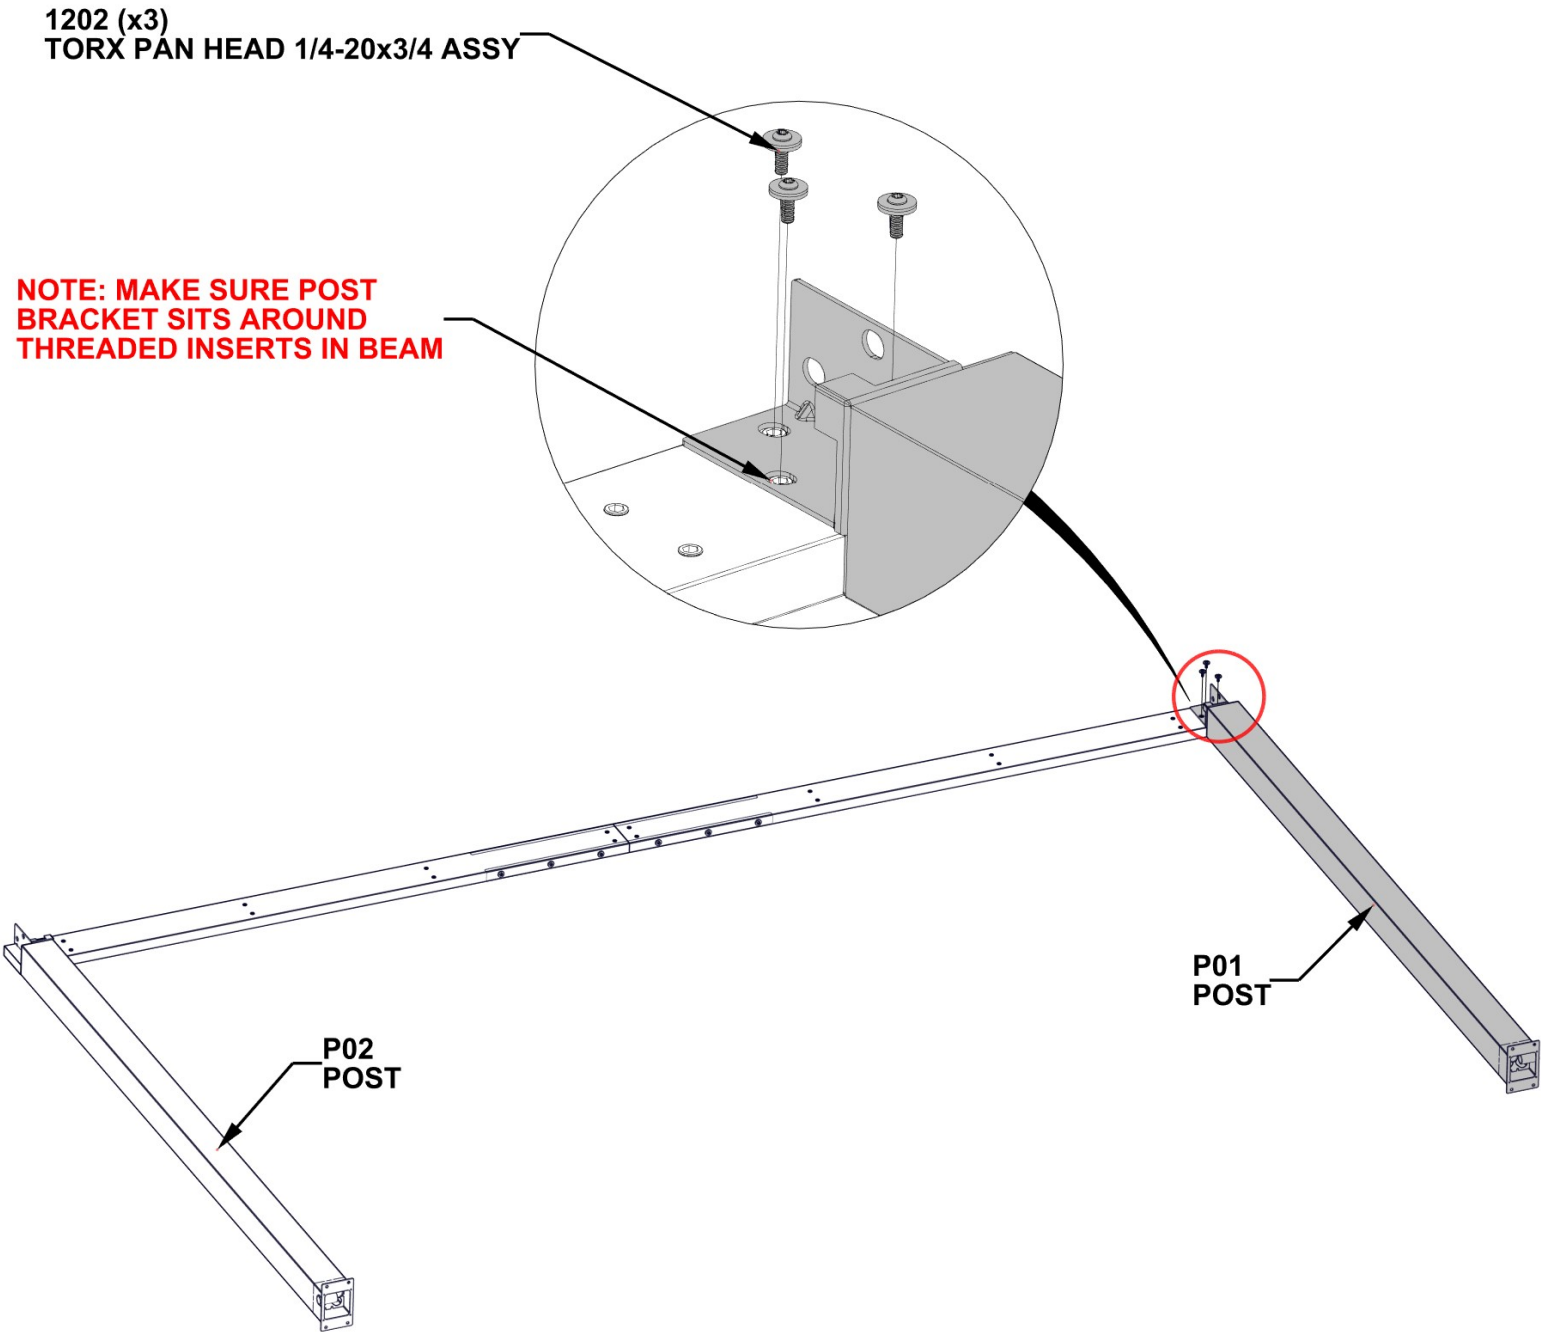 1202 (x3)
TORX PAN HEAD 1/4-20x3/4 ASSY
NOTE: MAKE SURE POST
BRACKET SITS AROUND
THREADED INSERTS IN BEAM
P01
POST
P02
POST